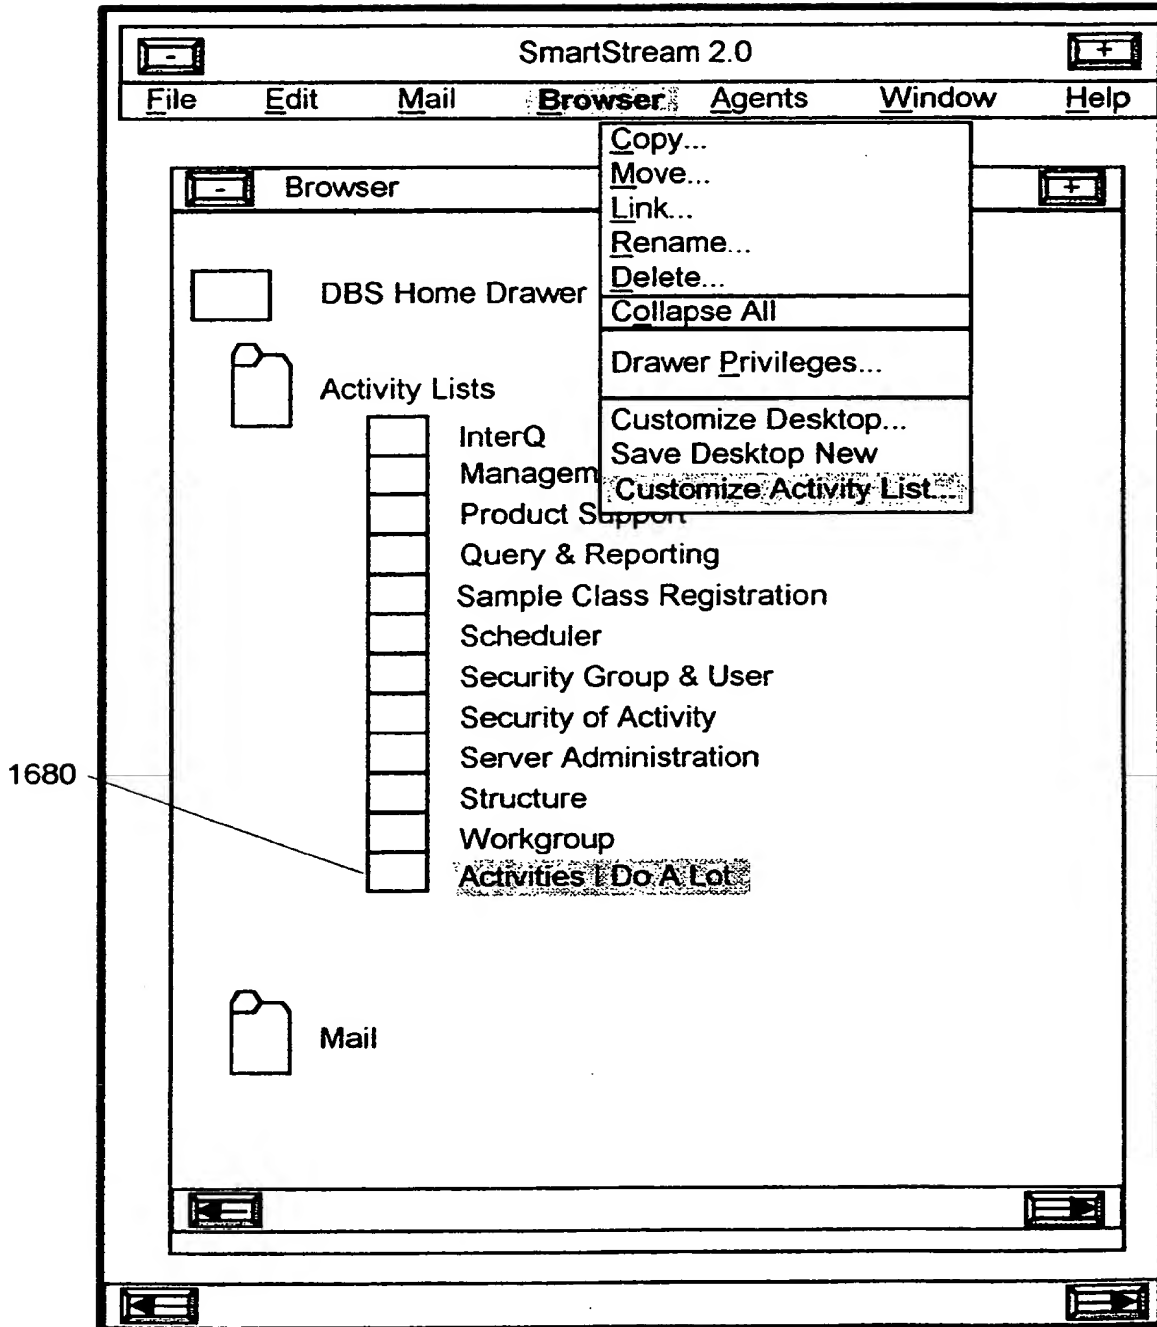 SmartStream 2.0
File Edit Mail Browser Agents Window Help
Copy...
Move...
Link...
Rename...
Delete...
Collapse All
Drawer Privileges...
Customize Desktop...
Save Desktop New
Customize Activity List...
Browser
DBS Home Drawer
Activity Lists
InterQ
Managem
Product Support
Query & Reporting
Sample Class Registration
Scheduler
Security Group & User
Security of Activity
Server Administration
Structure
Workgroup
Activities I Do A Lot
1680
Mail